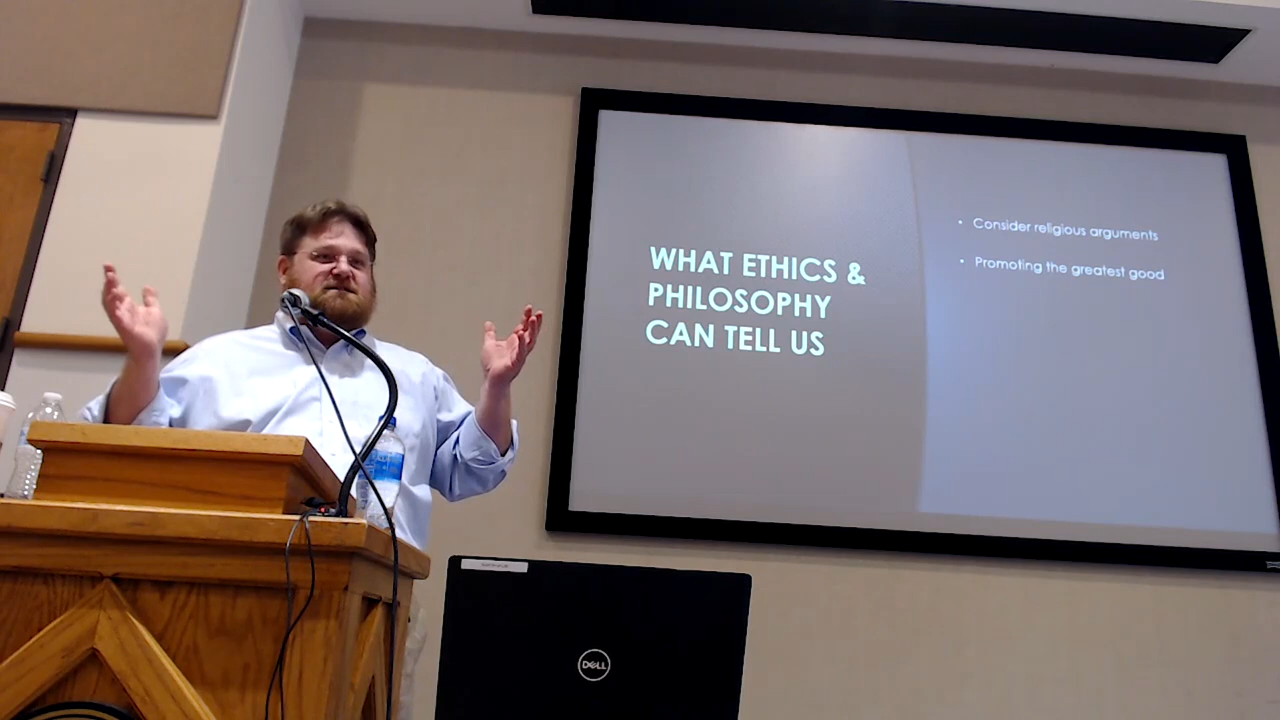 WHAT ETHICS &
PHILOSOPHY
CAN TELL US
• Consider religious arguments
• Promoting the greatest good
DELL